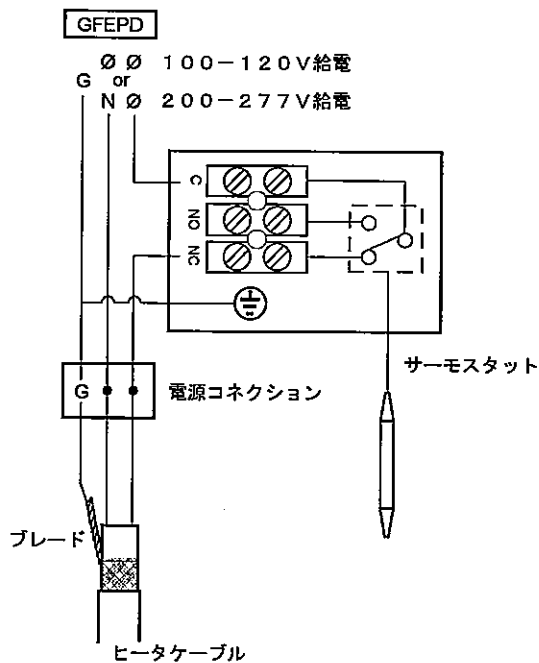 GFEPD
Ø Ø 100-120V給電
G or
N Ø 200-277V給電
C
NO
NC
サーモスタット
G
電源コネクション
ブレード
ヒータケーブル